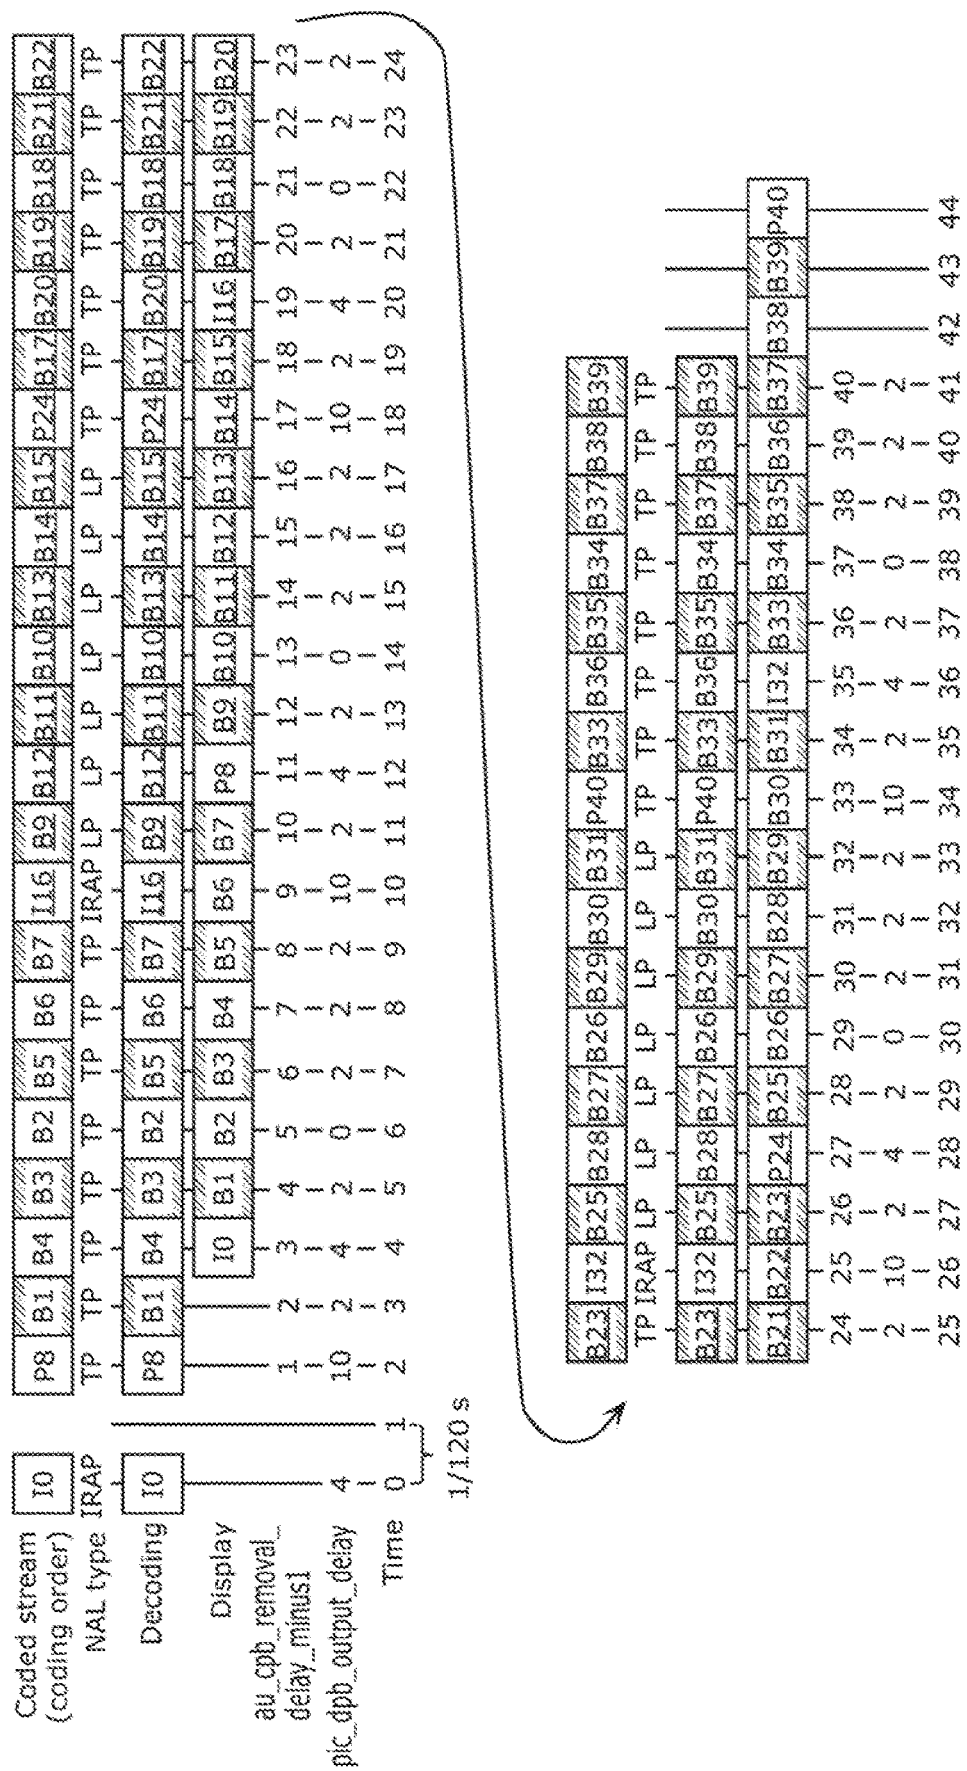 Coded stream
(coding order) I0 P8 B1 B4 B3 B2 B5 B6 B7 I16 B9 B12 B11 B10 B13 B14 B15 P24 B17 B20 B19 B18 B21 B22
NAL type IRAP TP TP TP TP TP TP TP TP IRAP LP LP LP LP LP LP LP TP TP TP TP TP TP TP
Decoding I0 P8 B1 B4 B3 B2 B5 B6 B7 I16 B9 B12 B11 B10 B13 B14 B15 P24 B17 B20 B19 B18 B21 B22
Display I0 B1 B2 B3 B4 B5 B6 B7 P8 B9 B10 B11 B12 B13 B14 B15 I16 B17 B18 B19 B20
au_cpb_removal_
delay_minus1 1 2 3 4 5 6 7 8 9 10 11 12 13 14 15 16 17 18 19 20 21 22 23
pic_dpb_output_delay 4 10 2 4 2 0 2 2 2 10 2 4 2 0 2 2 2 10 2 4 2 0 2 2
Time 0 1 2 3 4 5 6 7 8 9 10 11 12 13 14 15 16 17 18 19 20 21 22 23 24
1/120 s
B23 I32 B25 B28 B27 B26 B29 B30 B31 P40 B33 B36 B35 B34 B37 B38 B39
TP IRAP LP LP LP LP LP LP LP TP TP TP TP TP TP TP TP
B23 I32 B25 B28 B27 B26 B29 B30 B31 P40 B33 B36 B35 B34 B37 B38 B39
B21 B22 B23 P24 B25 B26 B27 B28 B29 B30 B31 I32 B33 B34 B35 B36 B37 B38 B39 P40
24 25 26 27 28 29 30 31 32 33 34 35 36 37 38 39 40
2 10 2 4 2 0 2 2 2 10 2 4 2 0 2 2 2
25 26 27 28 29 30 31 32 33 34 35 36 37 38 39 40 41 42 43 44